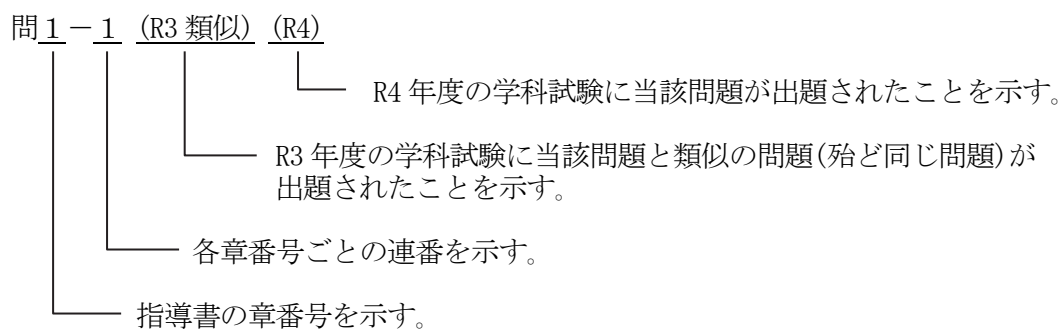 問１－１ (R3 類似) (R4)
R4 年度の学科試験に当該問題が出題されたことを示す。
R3 年度の学科試験に当該問題と類似の問題(殆ど同じ問題)が
出題されたことを示す。
各章番号ごとの連番を示す。
指導書の章番号を示す。